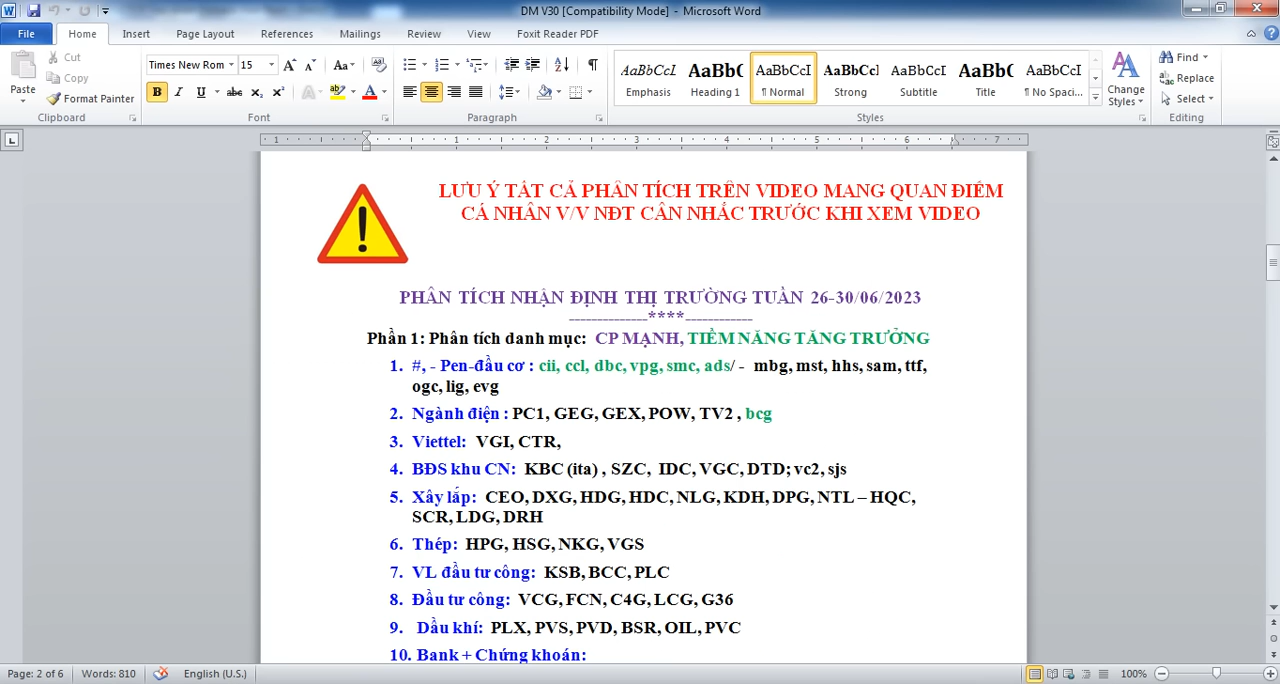 DM V30 [Compatibility Mode] - Microsoft Word
File Home Insert Page Layout References Mailings Review View Foxit Reader PDF
Cut
Copy
Format Painter
Paste
Times New Rom 15
B I U abc
AaBbCcI AaBbC AaBbCcI AaBbCcI AaBbCcI AaBbC AaBbCcI
Emphasis Heading 1 ¶ Normal Strong Subtitle Title ¶ No Spaci...
Change Styles
Find
Replace
Select
Clipboard Font Paragraph Styles Editing
1 1 2 3 4 5 6 7
LƯU Ý TẤT CẢ PHÂN TÍCH TRÊN VIDEO MANG QUAN ĐIỂM
CÁ NHÂN V/V NĐT CÂN NHẮC TRƯỚC KHI XEM VIDEO
PHÂN TÍCH NHẬN ĐỊNH THỊ TRƯỜNG TUẦN 26-30/06/2023
--------------****------------
Phần 1: Phân tích danh mục: CP MẠNH, TIỀM NĂNG TĂNG TRƯỞNG
1. #, - Pen-đầu cơ : cii, ccl, dbc, vpg, smc, ads/ - mbg, mst, hhs, sam, ttf,
ogc, lig, evg
2. Ngành điện : PC1, GEG, GEX, POW, TV2 , bcg
3. Viettel: VGI, CTR,
4. BĐS khu CN: KBC (ita) , SZC, IDC, VGC, DTD; vc2, sjs
5. Xây lắp: CEO, DXG, HDG, HDC, NLG, KDH, DPG, NTL – HQC,
SCR, LDG, DRH
6. Thép: HPG, HSG, NKG, VGS
7. VL đầu tư công: KSB, BCC, PLC
8. Đầu tư công: VCG, FCN, C4G, LCG, G36
9. Dầu khí: PLX, PVS, PVD, BSR, OIL, PVC
10. Bank + Chứng khoán:
Page: 2 of 6 Words: 810 English (U.S.) 100%